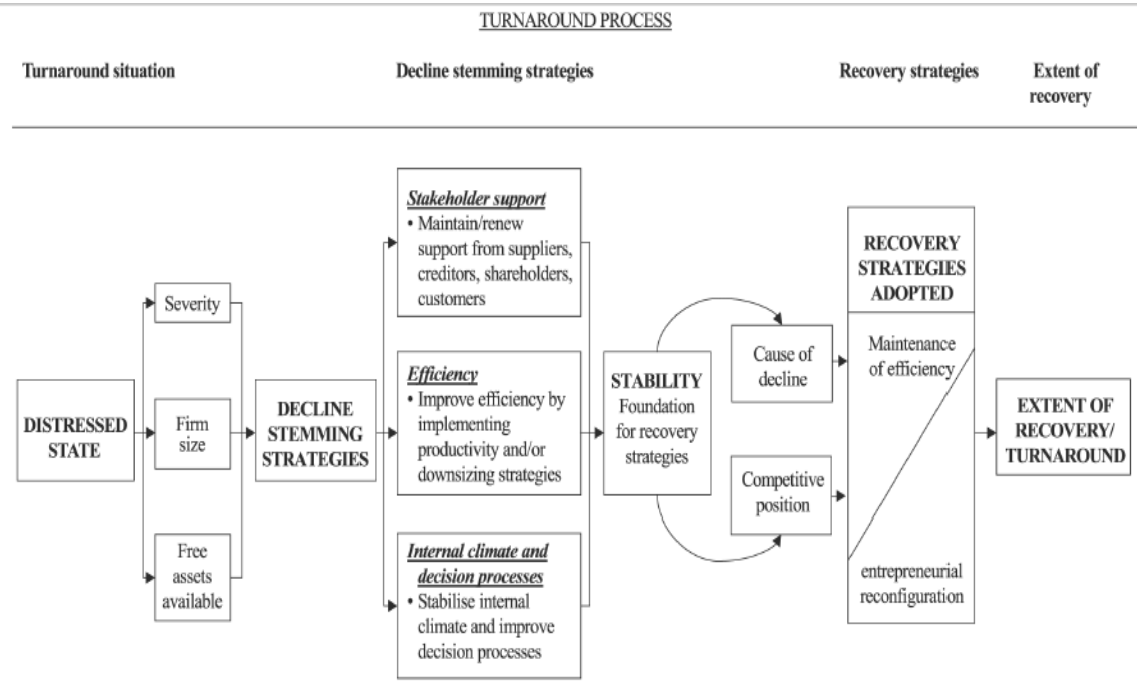 TURNAROUND PROCESS
Turnaround situation
Decline stemming strategies
Recovery strategies
Extent of
recovery
DISTRESSED
STATE
Severity
Firm
size
Free
assets
available
DECLINE
STEMMING
STRATEGIES
Stakeholder support
• Maintain/renew
support from suppliers,
creditors, shareholders,
customers
Efficiency
• Improve efficiency by
implementing
productivity and/or
downsizing strategies
Internal climate and
decision processes
• Stabilise internal
climate and improve
decision processes
STABILITY
Foundation
for recovery
strategies
Cause of
decline
Competitive
position
RECOVERY
STRATEGIES
ADOPTED
Maintenance
of efficiency
entrepreneurial
reconfiguration
EXTENT OF
RECOVERY/
TURNAROUND